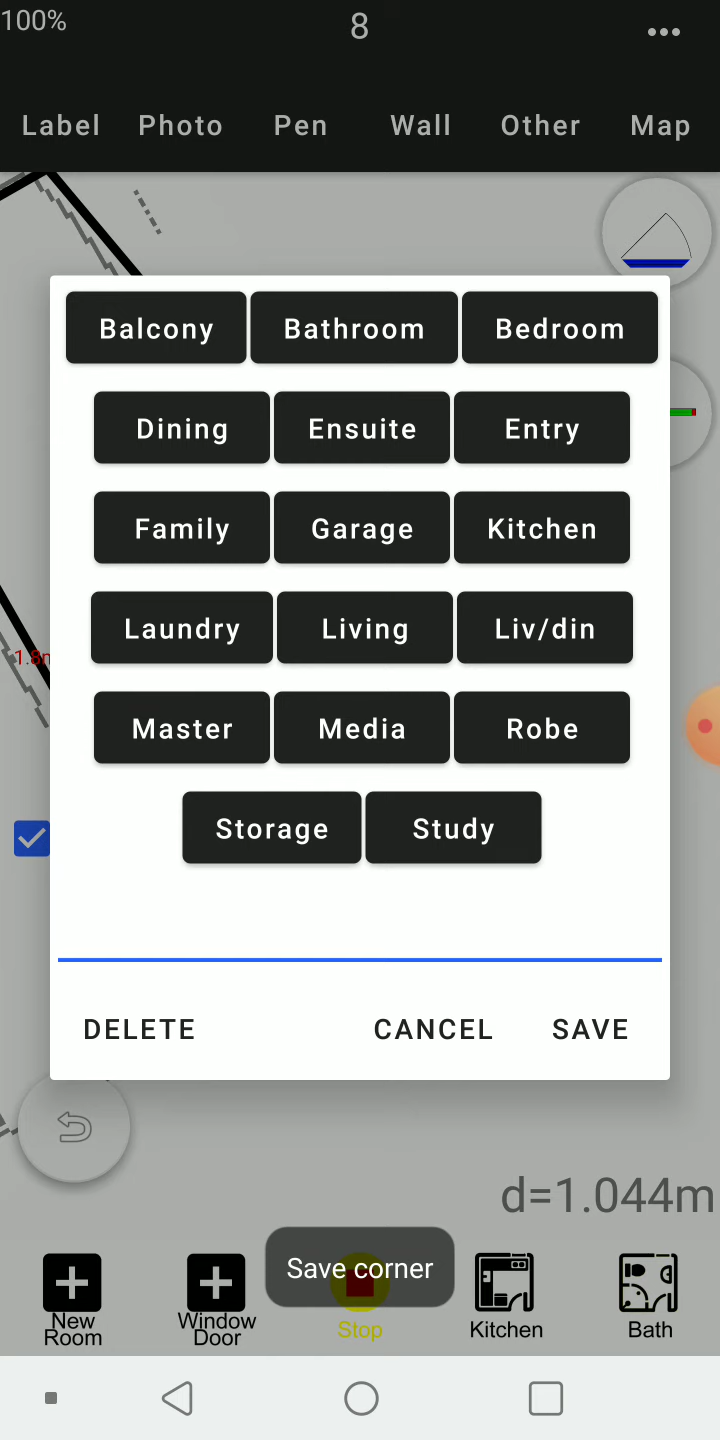 100%
8
Label Photo Pen Wall Other Map
Balcony Bathroom Bedroom
Dining Ensuite Entry
Family Garage Kitchen
Laundry Living Liv/din
1.8m
Master Media Robe
Storage Study
DELETE CANCEL SAVE
d=1.044m
Save corner
New Room
Window Door
Stop
Kitchen
Bath